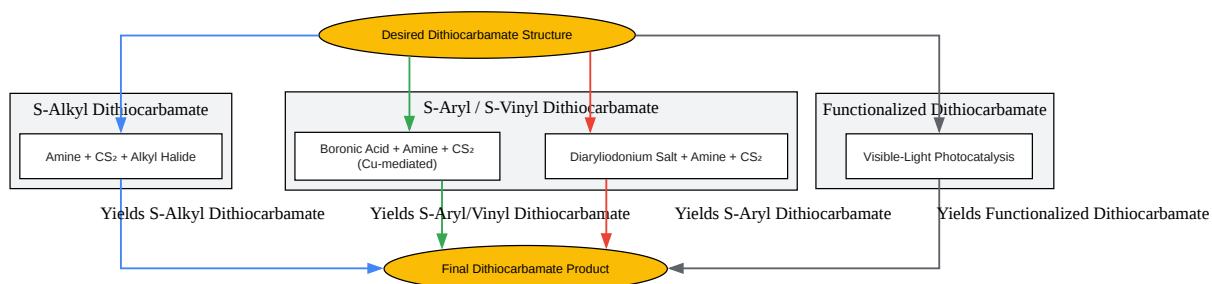 Desired Dithiocarbamate Structure
S-Alkyl Dithiocarbamate
S-Aryl / S-Vinyl Dithiocarbamate
Functionalized Dithiocarbamate
Amine + CS₂ + Alkyl Halide
Boronic Acid + Amine + CS₂
(Cu-mediated)
Diaryliodonium Salt + Amine + CS₂
Visible-Light Photocatalysis
Yields S-Alkyl Dithiocarbamate
Yields S-Aryl/Vinyl Dithiocarbamate
Yields S-Aryl Dithiocarbamate
Yields Functionalized Dithiocarbamate
Final Dithiocarbamate Product